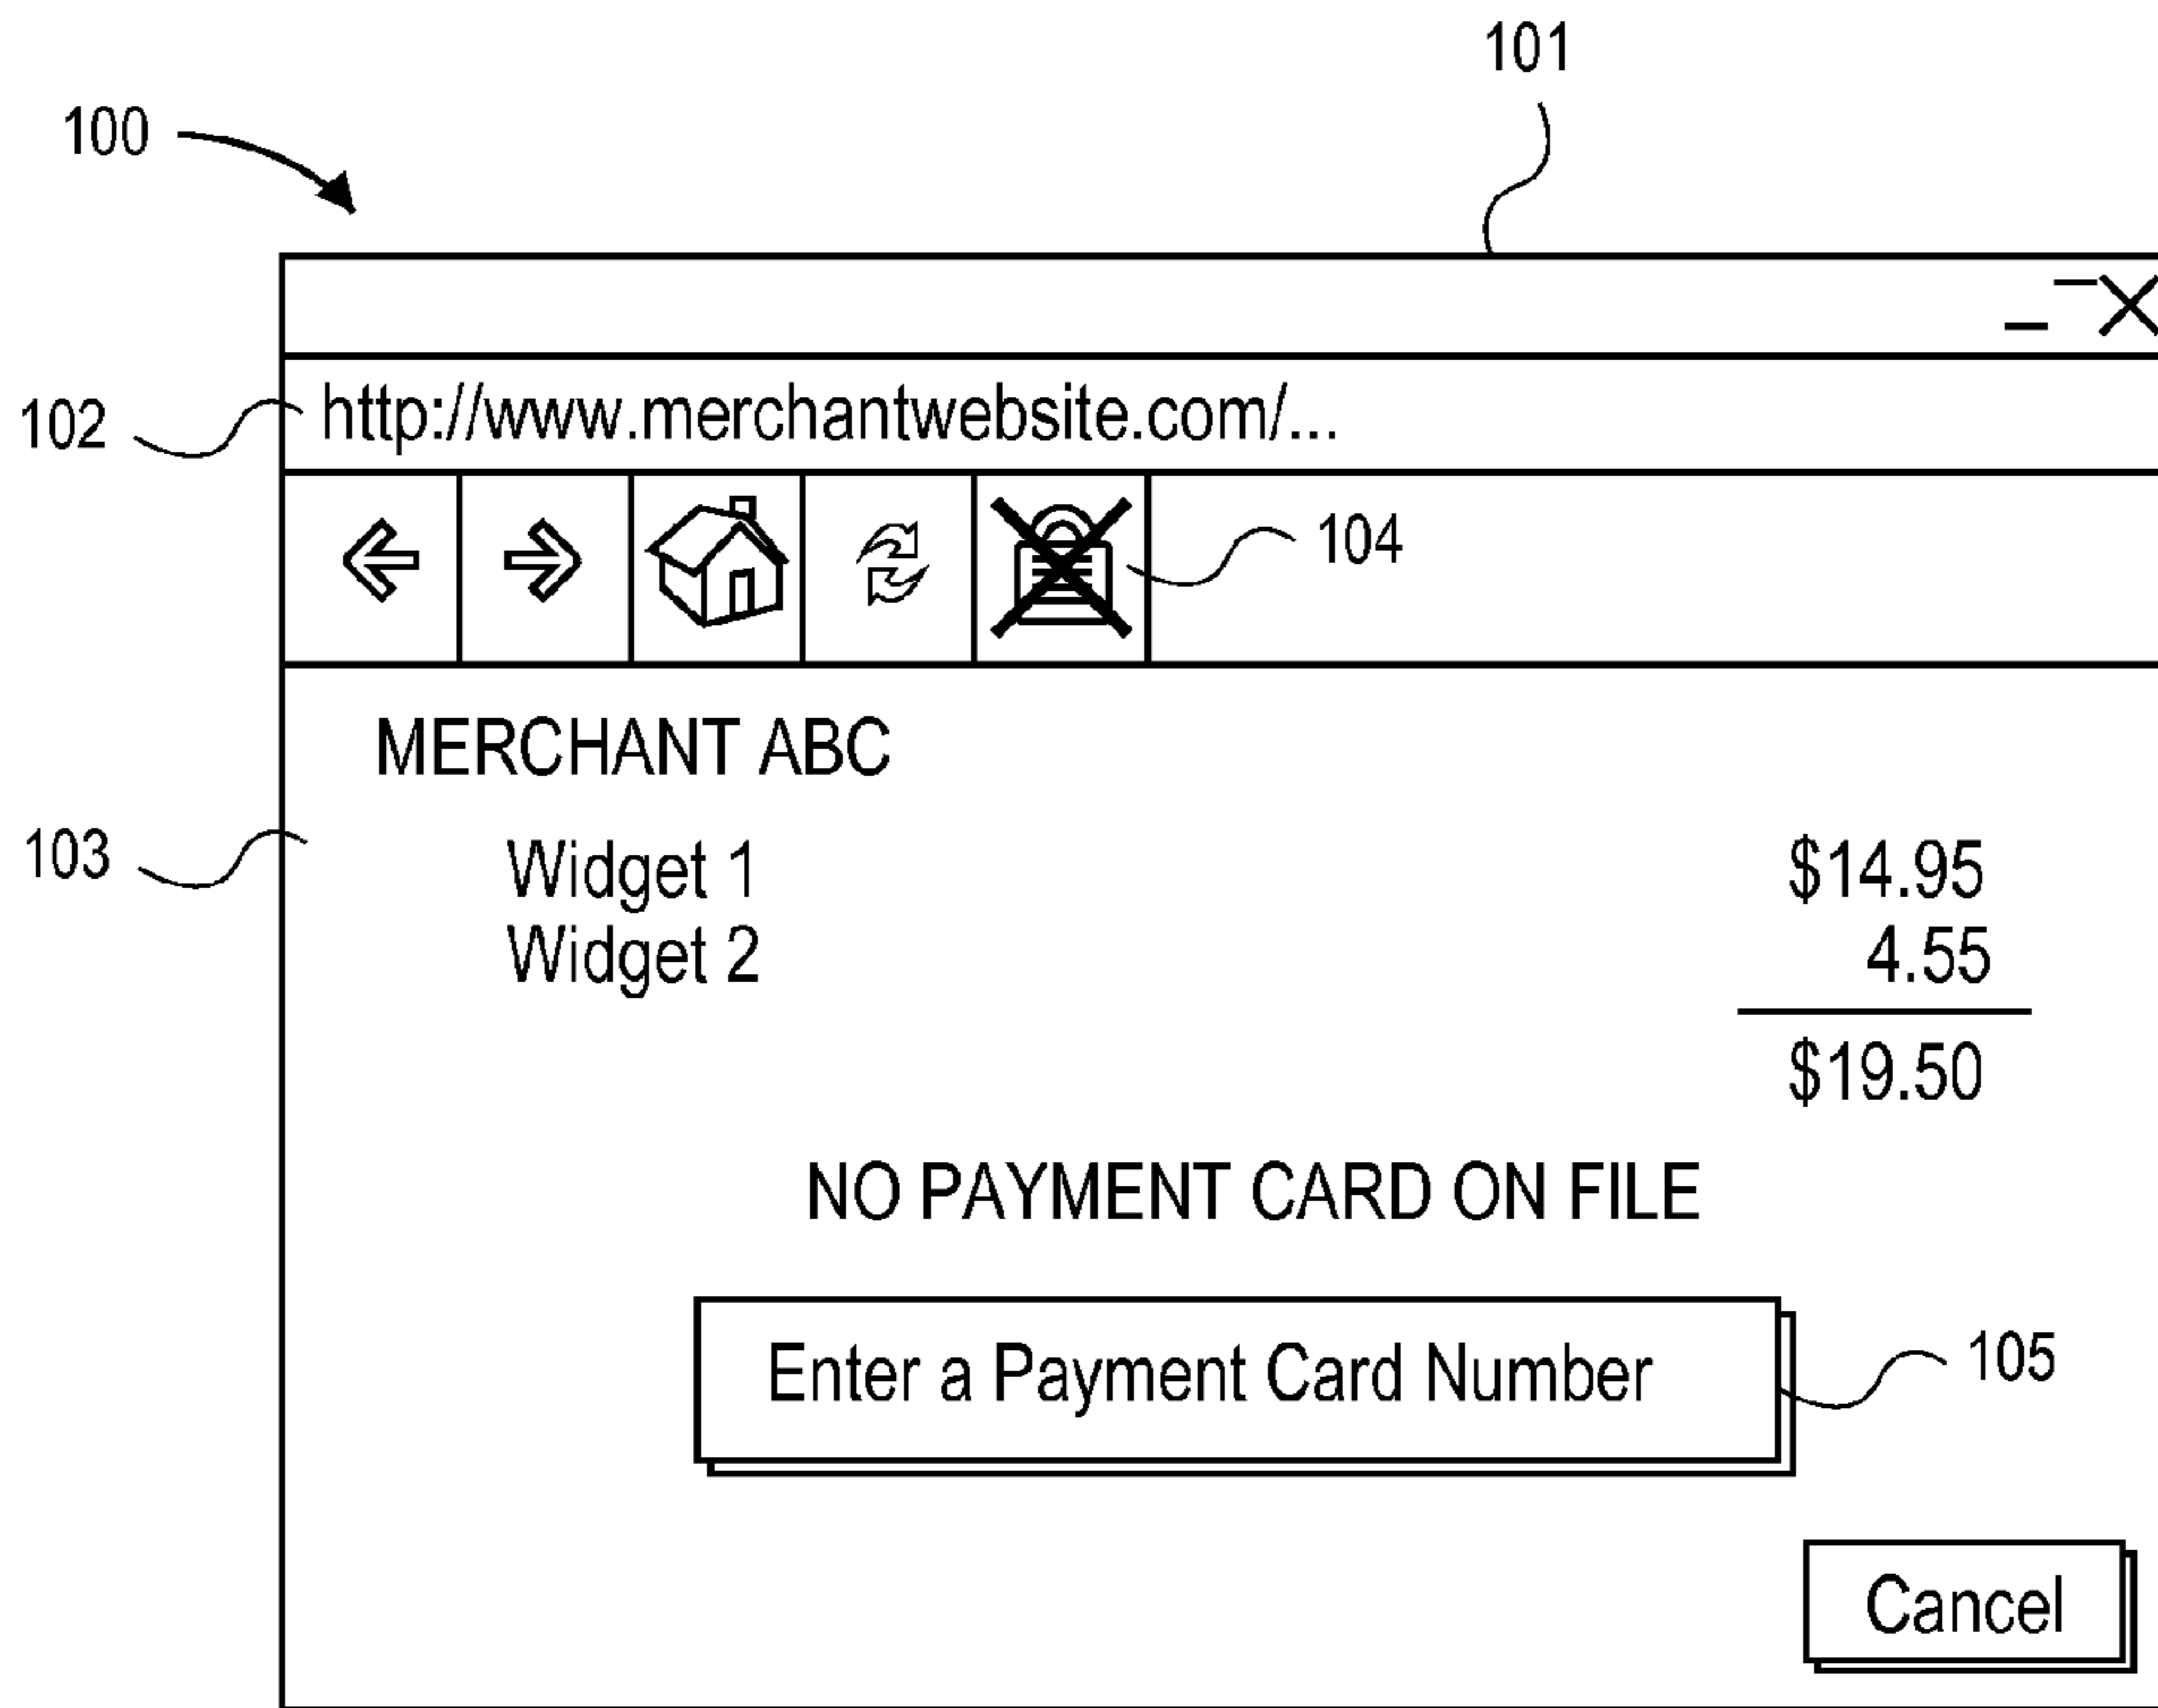 101
100
102 http://www.merchantwebsite.com/...
104
MERCHANT ABC
103
Widget 1 $14.95
Widget 2 4.55
$19.50
NO PAYMENT CARD ON FILE
Enter a Payment Card Number 105
Cancel